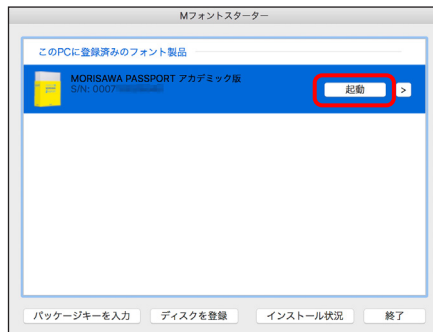 Mフォントスターター
このPCに登録済みのフォント製品
MORISAWA PASSPORT アカデミック版
S/N: 0007
起動
>
パッケージキーを入力
ディスクを登録
インストール状況
終了